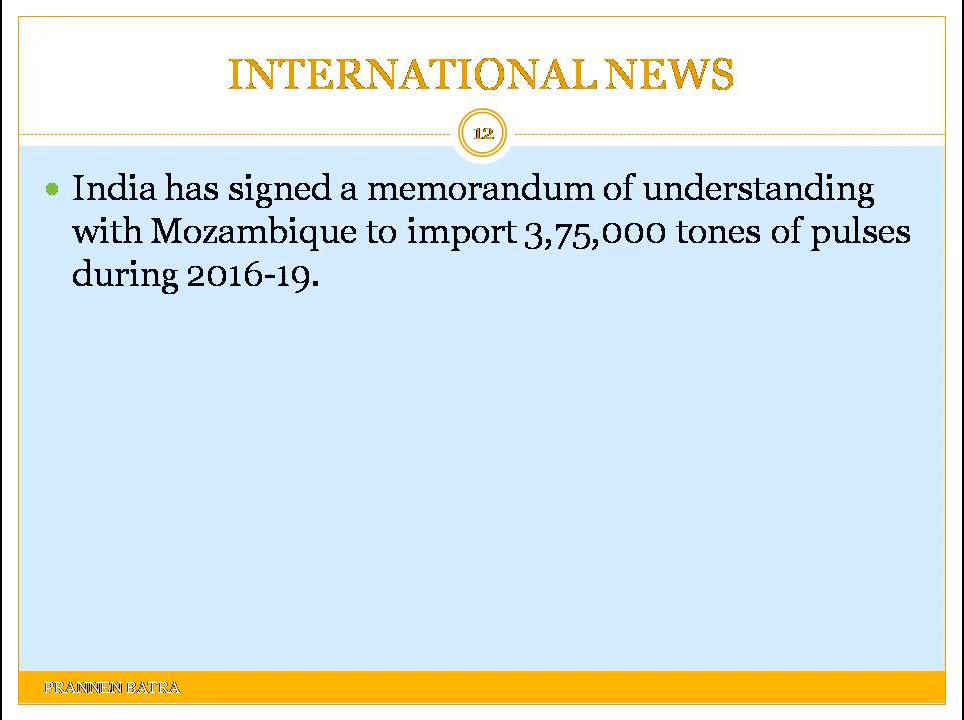 INTERNATIONAL NEWS
12
• India has signed a memorandum of understanding
with Mozambique to import 3,75,000 tones of pulses
during 2016-19.
PRANNEN BATRA